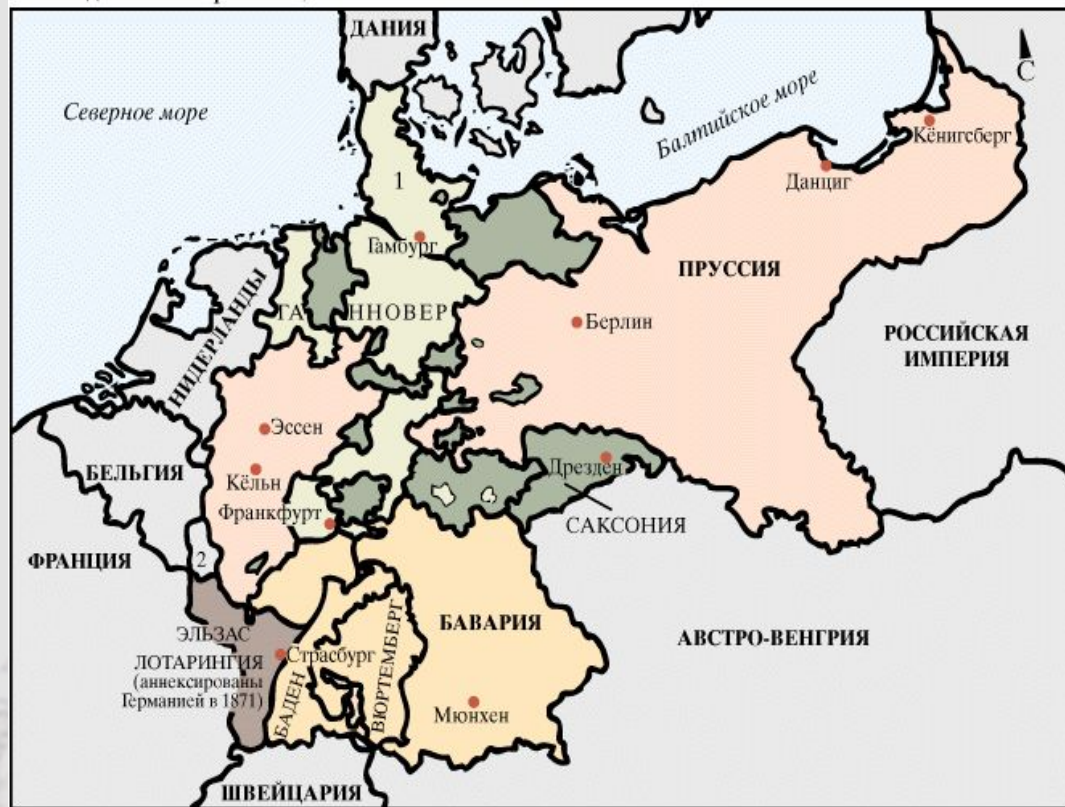 ДАНИЯ
Северное море
Балтийское море
С
Кёнигсберг
Данциг
1
Гамбург
ПРУССИЯ
НИДЕРЛАНДЫ
ГА ННОВЕР
Берлин
РОССИЙСКАЯ
ИМПЕРИЯ
Эссен
БЕЛЬГИЯ
Кёльн
Дрезден
Франкфурт
САКСОНИЯ
ФРАНЦИЯ
2
БАВАРИЯ
АВСТРО-ВЕНГРИЯ
ЭЛЬЗАС
Страсбург
ЛОТАРИНГИЯ
(аннексированы
Германией в 1871)
БАДЕН
ВЮРТЕМБЕРГ
Мюнхен
ШВЕЙЦАРИЯ